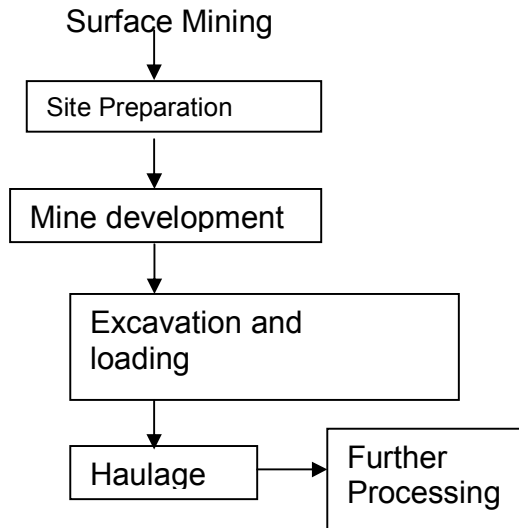 Surface Mining
Site Preparation
Mine development
Excavation and
loading
Haulage
Further
Processing